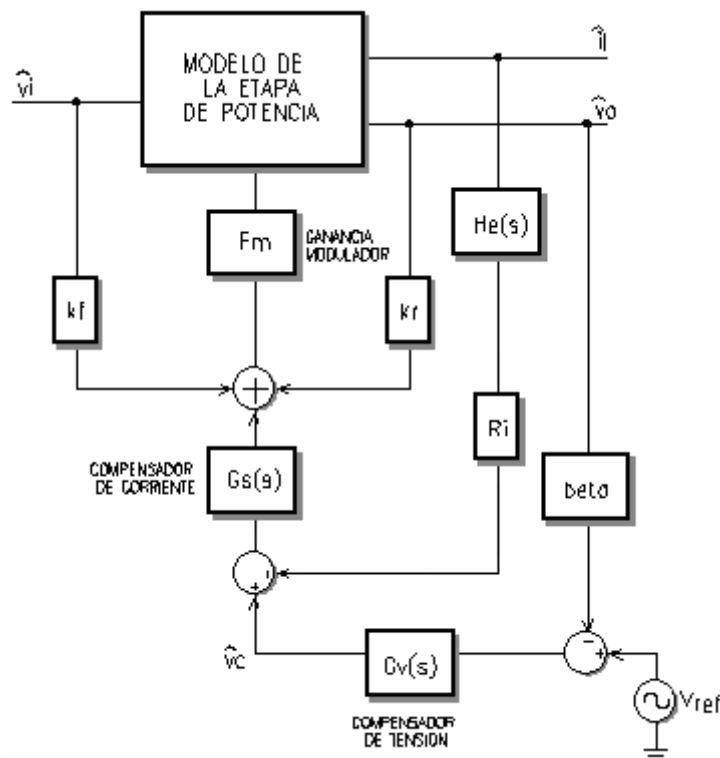 îl
MODELO DE
LA ETAPA
DE POTENCIA
v̂i
v̂o
He(s)
Fm
GANANCIA
MODULADOR
kf
kr
+
Ri
COMPENSADOR
DE CORRIENTE
Gs(s)
beta
+
-
+
v̂c
Gv(s)
Vref
COMPENSADOR
DE TENSION